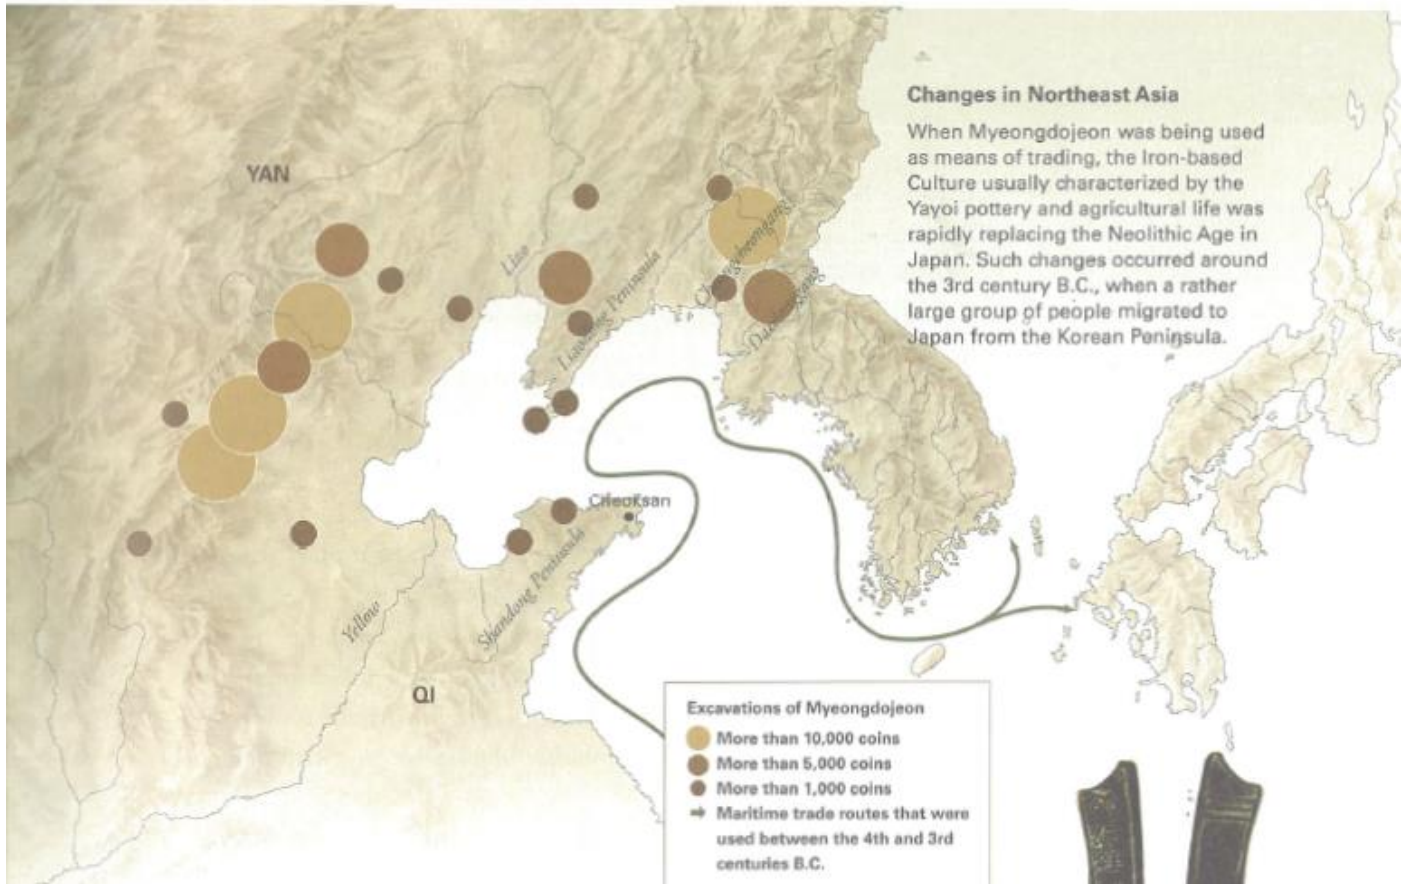 Changes in Northeast Asia
When Myeongdojeon was being used
as means of trading, the Iron-based
Culture usually characterized by the
Yayoi pottery and agricultural life was
rapidly replacing the Neolithic Age in
Japan. Such changes occurred around
the 3rd century B.C., when a rather
large group of people migrated to
Japan from the Korean Peninsula.
YAN
Liao
Liaodong Peninsula
Cheoksan
Shandong Peninsula
Yellow
QI
Excavations of Myeongdojeon
More than 10,000 coins
More than 5,000 coins
More than 1,000 coins
Maritime trade routes that were
used between the 4th and 3rd
centuries B.C.